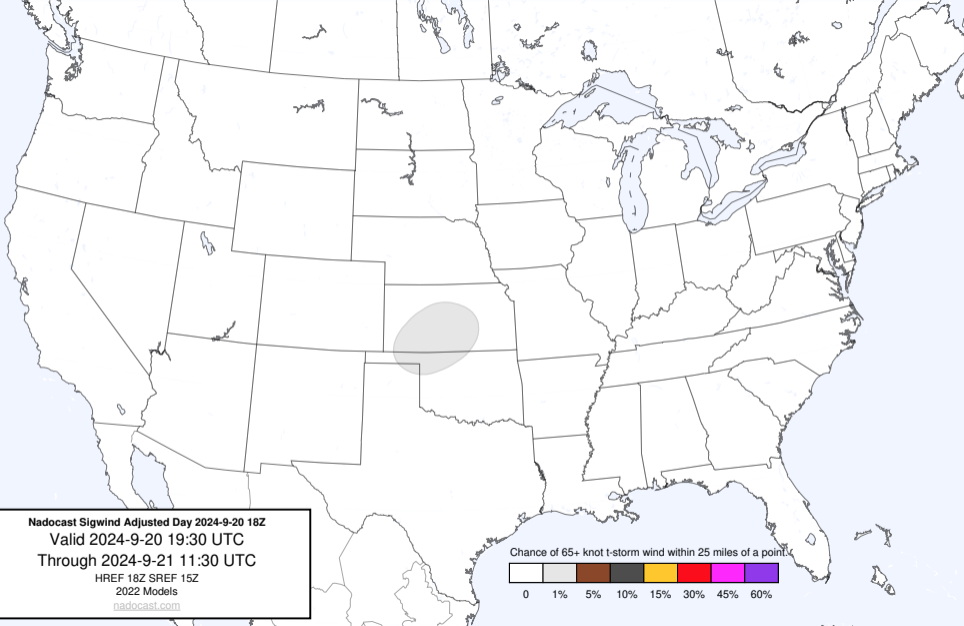 Nadocast Sigwind Adjusted Day 2024-9-20 18Z
Valid 2024-9-20 19:30 UTC
Through 2024-9-21 11:30 UTC
HREF 18Z SREF 15Z
2022 Models
nadocast.com
Chance of 65+ knot t-storm wind within 25 miles of a point.
0 1% 5% 10% 15% 30% 45% 60%